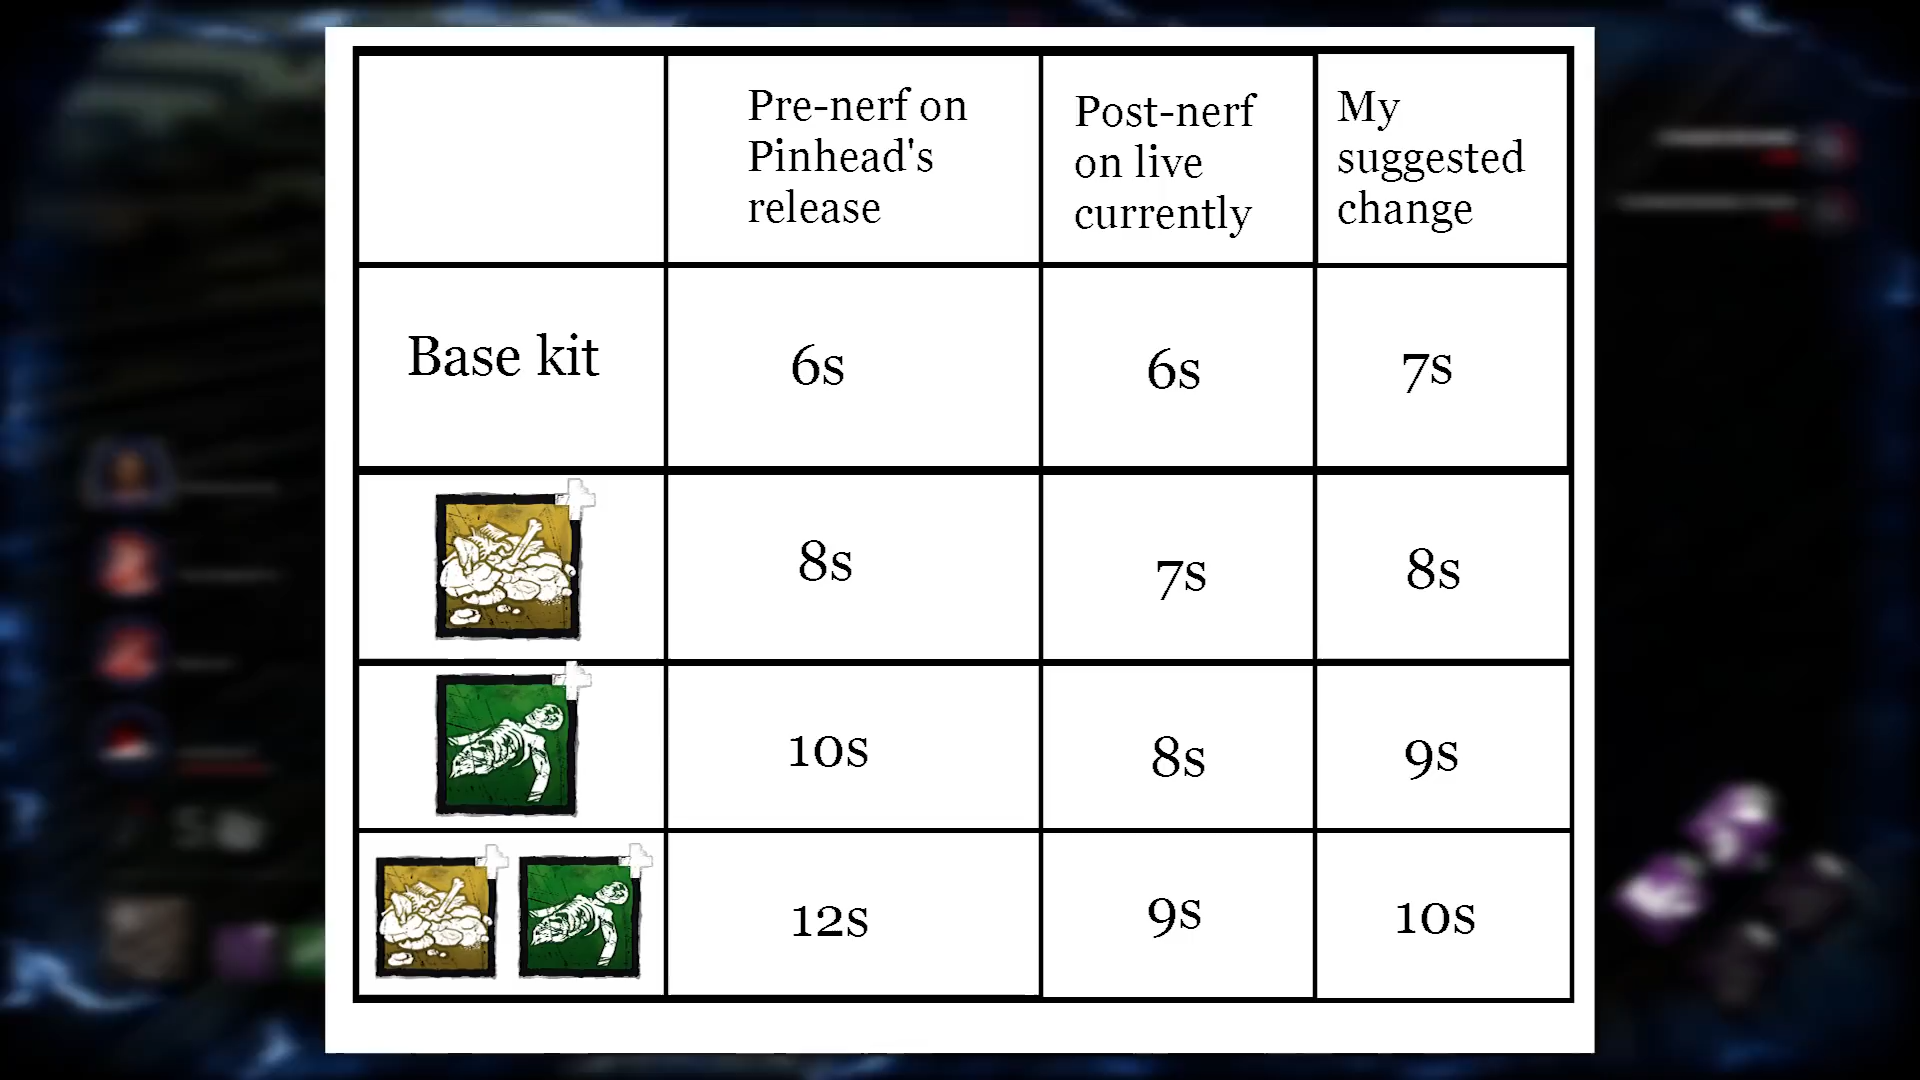 Pre-nerf on
Pinhead's
release
Post-nerf
on live
currently
My
suggested
change
Base kit
6s
6s
7s
8s
7s
8s
10s
8s
9s
12s
9s
10s
5